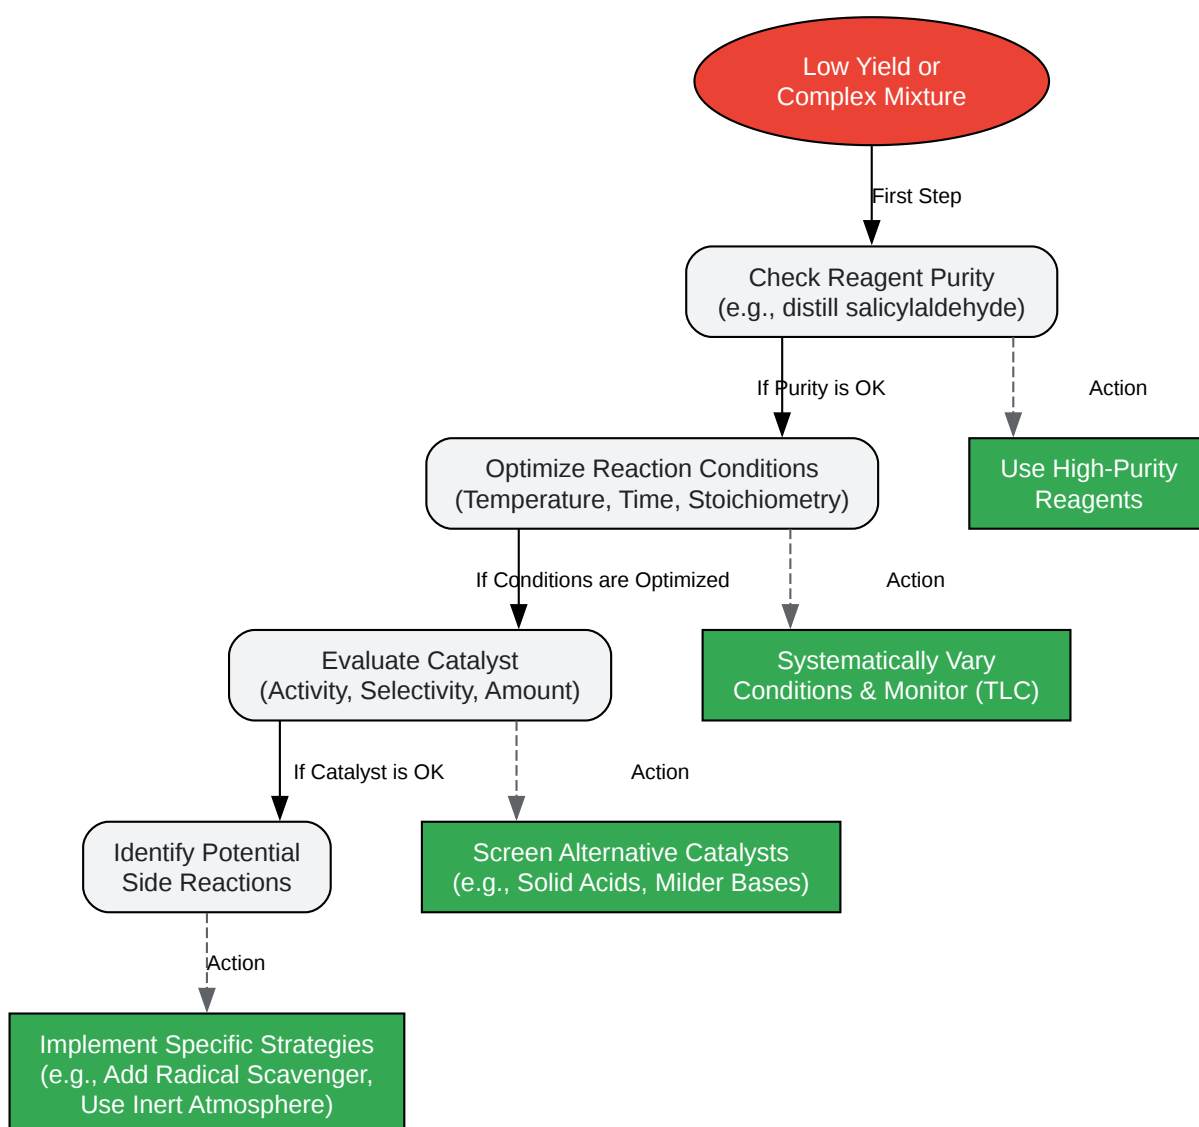 Low Yield or
Complex Mixture
First Step
Check Reagent Purity
(e.g., distill salicylaldehyde)
If Purity is OK
Action
Optimize Reaction Conditions
(Temperature, Time, Stoichiometry)
Use High-Purity
Reagents
If Conditions are Optimized
Action
Evaluate Catalyst
(Activity, Selectivity, Amount)
Systematically Vary
Conditions & Monitor (TLC)
If Catalyst is OK
Action
Identify Potential
Side Reactions
Screen Alternative Catalysts
(e.g., Solid Acids, Milder Bases)
Action
Implement Specific Strategies
(e.g., Add Radical Scavenger,
Use Inert Atmosphere)